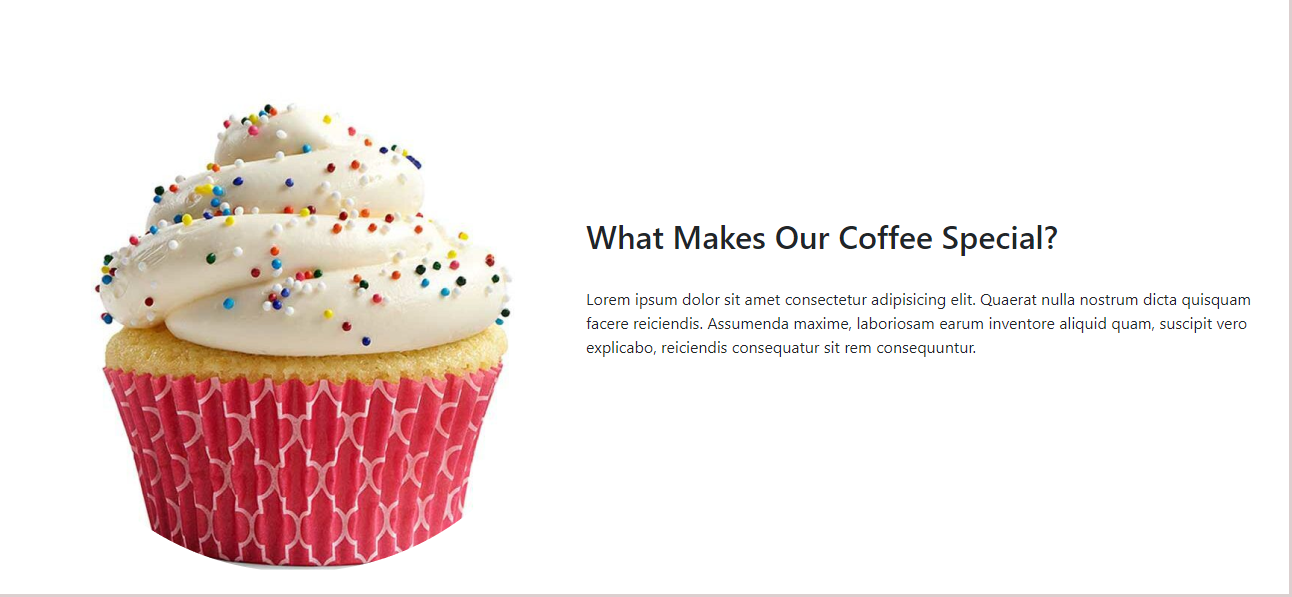 What Makes Our Coffee Special?
Lorem ipsum dolor sit amet consectetur adipisicing elit. Quaerat nulla nostrum dicta quisquam
facere reiciendis. Assumenda maxime, laboriosam earum inventore aliquid quam, suscipit vero
explicabo, reiciendis consequatur sit rem consequuntur.